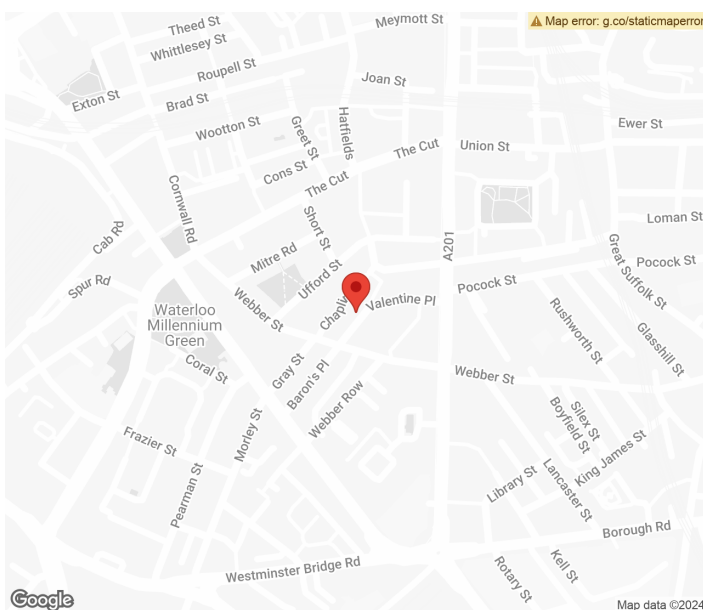 Meymott St
Map error: g.co/staticmaperror
Theed St
Whittlesey St
Roupell St
Joan St
Exton St
Brad St
Hatfields
Wootton St
Greet St
Ewer St
The Cut
Union St
Cons St
Cornwall Rd
The Cut
Loman St
Short St
Cab Rd
A201
Great Suffolk St
Mitre Rd
Ufford St
Pocock St
Spur Rd
Pocock St
Webber St
Chaplin
Valentine Pl
Waterloo
Millennium
Green
Rushworth St
Glasshill St
Coral St
Gray St
Baron's Pl
Webber St
Webber Row
Silex St
Boyfield St
Morley St
Frazier St
King James St
Pearman St
Library St
Lancaster St
Borough Rd
Westminster Bridge Rd
Kell St
Rotary St
Google
Map data ©2024